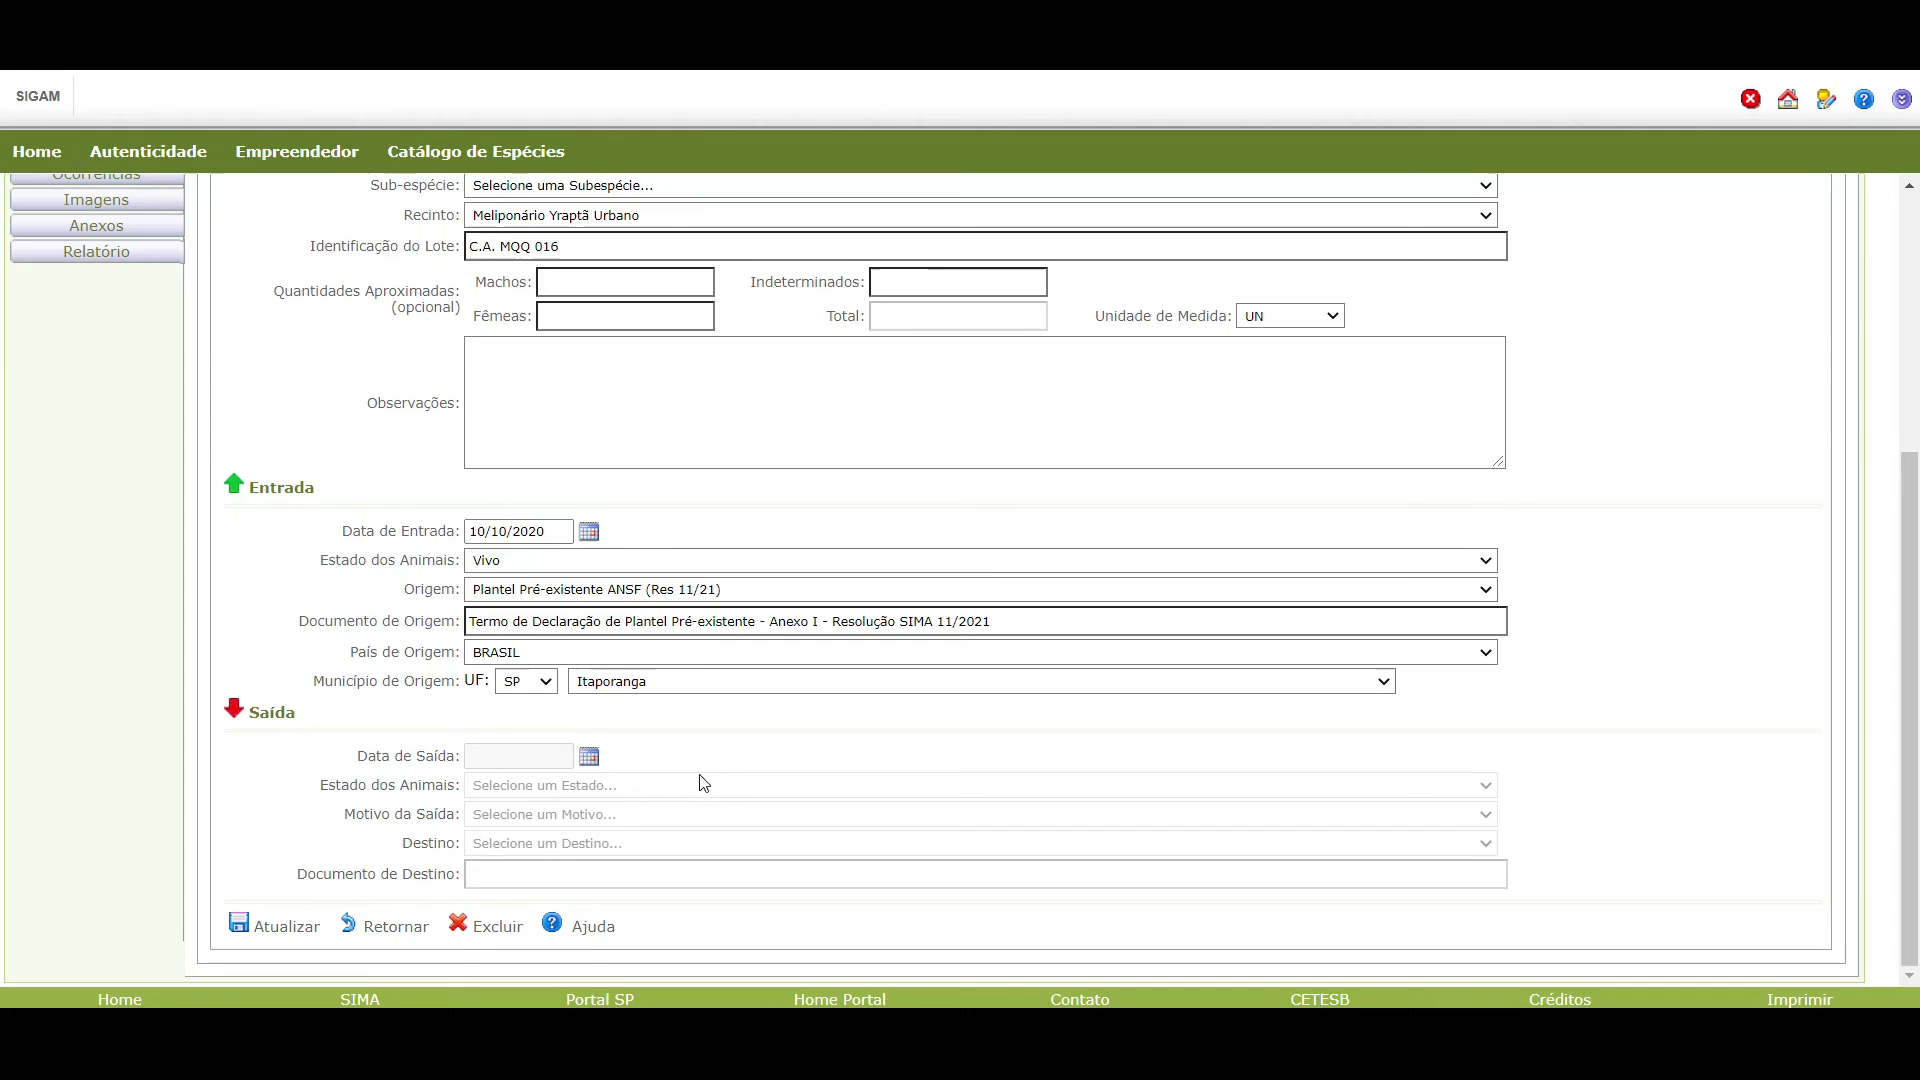 SIGAM
Home Autenticidade Empreendedor Catálogo de Espécies
Ocorrências
Imagens
Anexos
Relatório
Sub-espécie: Selecione uma Subespécie...
Recinto: Meliponário Yraptã Urbano
Identificação do Lote: C.A. MQQ 016
Quantidades Aproximadas: (opcional)
Machos: Indeterminados:
Fêmeas: Total: Unidade de Medida: UN
Observações:
Entrada
Data de Entrada: 10/10/2020
Estado dos Animais: Vivo
Origem: Plantel Pré-existente ANSF (Res 11/21)
Documento de Origem: Termo de Declaração de Plantel Pré-existente - Anexo I - Resolução SIMA 11/2021
País de Origem: BRASIL
Município de Origem: UF: SP Itaporanga
Saída
Data de Saída:
Estado dos Animais: Selecione um Estado...
Motivo da Saída: Selecione um Motivo...
Destino: Selecione um Destino...
Documento de Destino:
Atualizar Retornar Excluir Ajuda
Home SIMA Portal SP Home Portal Contato CETESB Créditos Imprimir